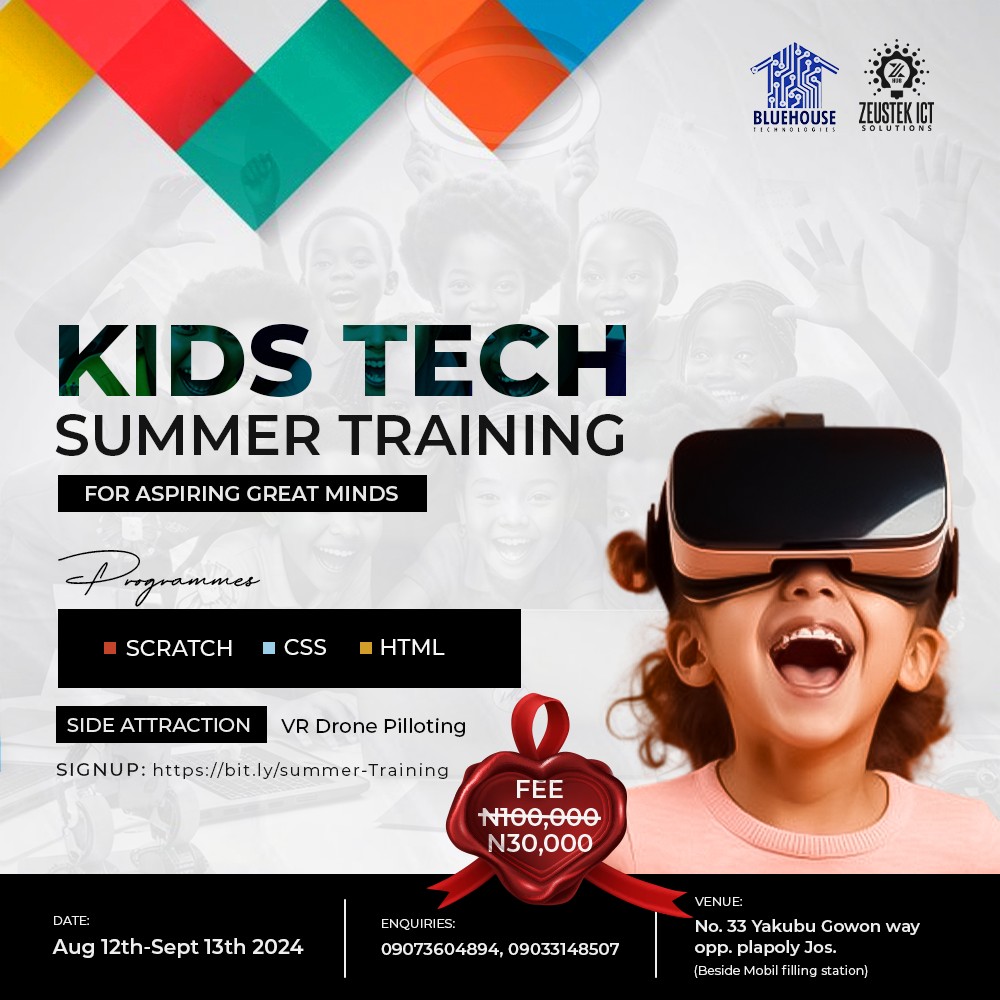 BLUEHOUSE
TECHNOLOGIES
HUB
ZEUSTEK ICT
SOLUTIONS
KIDS TECH
SUMMER TRAINING
FOR ASPIRING GREAT MINDS
Programmes
SCRATCH CSS HTML
SIDE ATTRACTION VR Drone Pilloting
SIGNUP: https://bit.ly/summer-Training
FEE
N100,000
N30,000
DATE:
Aug 12th-Sept 13th 2024
ENQUIRIES:
09073604894, 09033148507
VENUE:
No. 33 Yakubu Gowon way
opp. plapoly Jos.
(Beside Mobil filling station)